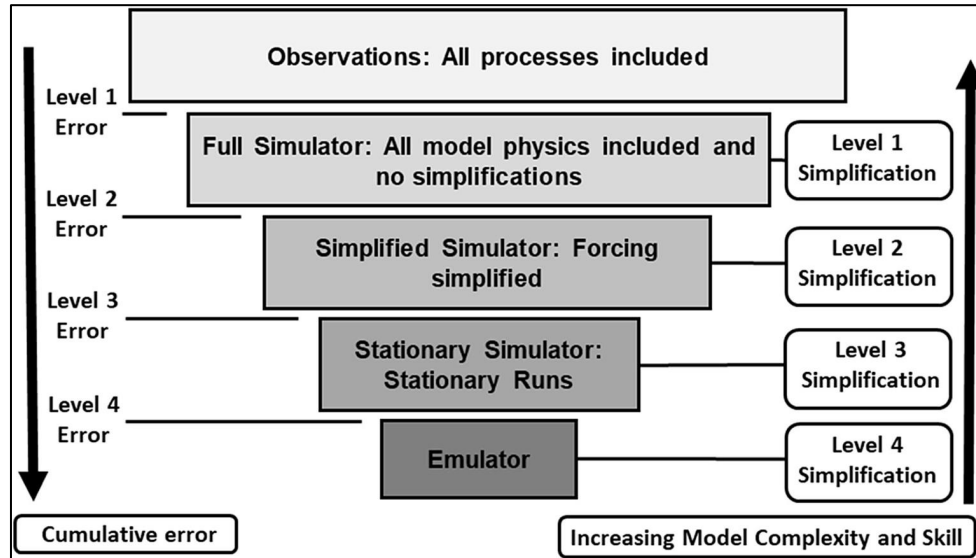 Observations: All processes included
Level 1
Error
Full Simulator: All model physics included and
no simplifications
Level 1
Simplification
Level 2
Error
Simplified Simulator: Forcing
simplified
Level 2
Simplification
Level 3
Error
Stationary Simulator:
Stationary Runs
Level 3
Simplification
Level 4
Error
Emulator
Level 4
Simplification
Cumulative error
Increasing Model Complexity and Skill